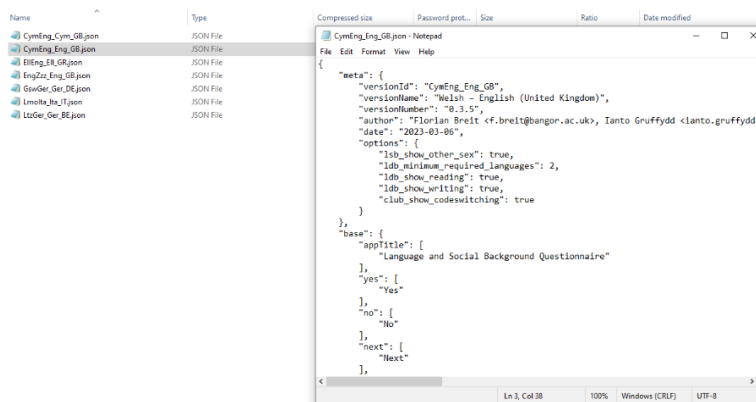 Name Type Compressed size Password prot... Size Ratio Date modified
CymEng_Cym_GB.json JSON File
CymEng_Eng_GB.json JSON File
EllEng_Ell_GR.json JSON File
EngZzz_Eng_GB.json JSON File
GswGer_Ger_DE.json JSON File
LmoIta_Ita_IT.json JSON File
LtzGer_Ger_BE.json JSON File
CymEng_Eng_GB.json - Notepad
File Edit Format View Help
{
"meta": {
"versionId": "CymEng_Eng_GB",
"versionName": "Welsh – English (United Kingdom)",
"versionNumber": "0.3.5",
"author": "Florian Breit <f.breit@bangor.ac.uk>, Ianto Gruffydd <ianto.gruffydd
"date": "2023-03-06",
"options": {
"lsb_show_other_sex": true,
"ldb_minimum_required_languages": 2,
"ldb_show_reading": true,
"ldb_show_writing": true,
"club_show_codeswitching": true
}
},
"base": {
"appTitle": [
"Language and Social Background Questionnaire"
],
"yes": [
"Yes"
],
"no": [
"No"
],
"next": [
"Next"
],
Ln 3, Col 38 100% Windows (CRLF) UTF-8